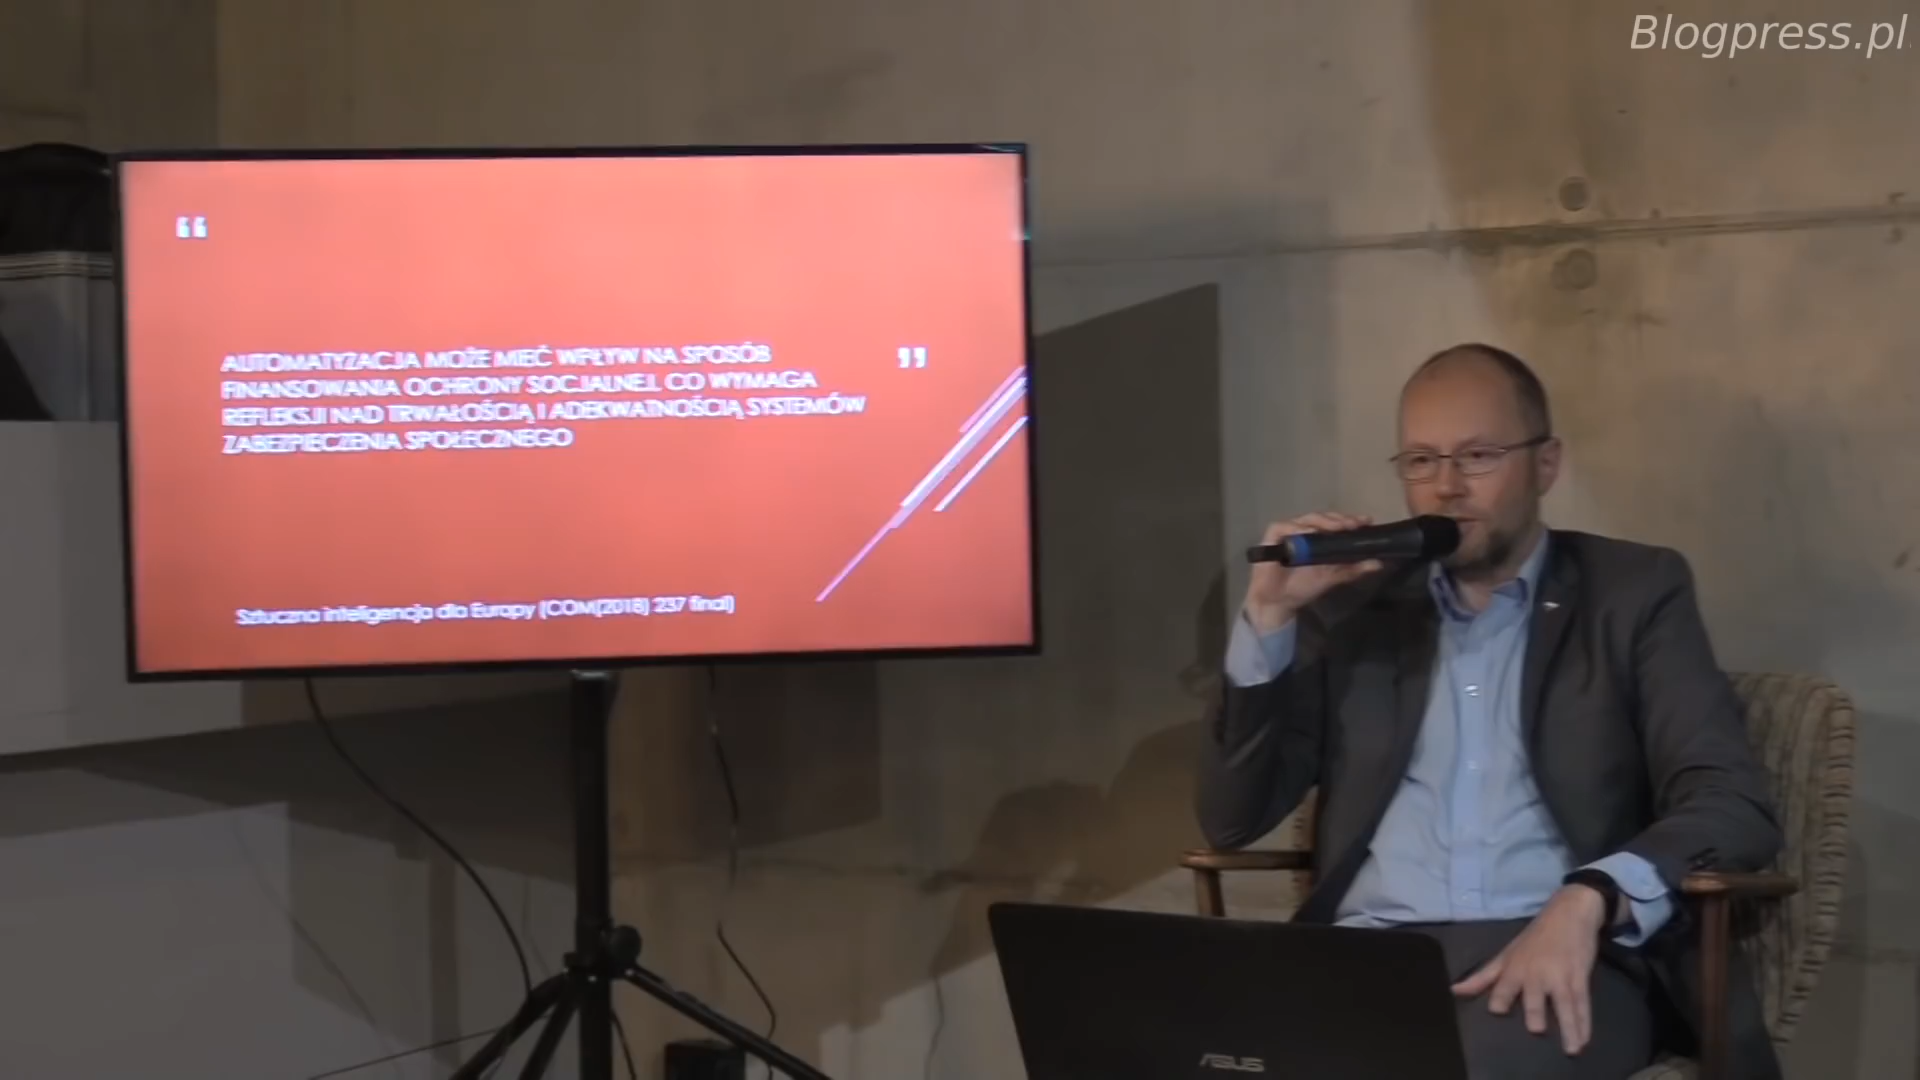 Blogpress.pl
“
AUTOMATYZACJA MOŻE MIEĆ WPŁYW NA SPOSÓB
FINANSOWANIA OCHRONY SOCJALNEJ, CO WYMAGA
REFLEKSJI NAD TRWAŁOŚCIĄ I ADEKWATNOŚCIĄ SYSTEMÓW
ZABEZPIECZENIA SPOŁECZNEGO
”
Sztuczna inteligencja dla Europy (COM(2018) 237 final)
ASUS